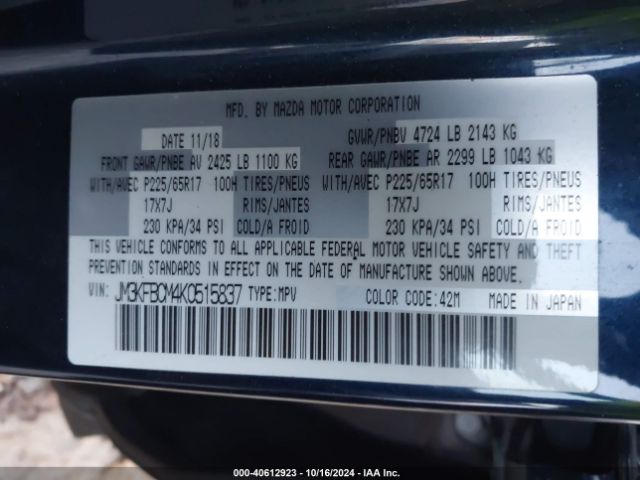 MFD. BY MAZDA MOTOR CORPORATION
DATE 11/18 GVWR/PNBV 4724 LB 2143 KG
FRONT GAWR/PNBE AV 2425 LB 1100 KG REAR GAWR/PNBE AR 2299 LB 1043 KG
WITH/AVEC P225/65R17 100H TIRES/PNEUS WITH/AVEC P225/65R17 100H TIRES/PNEUS
17X7J RIMS/JANTES 17X7J RIMS/JANTES
230 KPA/34 PSI COLD/A FROID 230 KPA/34 PSI COLD/A FROID
THIS VEHICLE CONFORMS TO ALL APPLICABLE FEDERAL MOTOR VEHICLE SAFETY AND THEFT
PREVENTION STANDARDS IN EFFECT ON THE DATE OF MANUFACTURE SHOWN ABOVE.
VIN: JM3KFBCM4K0515837 TYPE:MPV COLOR CODE:42M MADE IN JAPAN
000-40612923 - 10/16/2024 - IAA Inc.